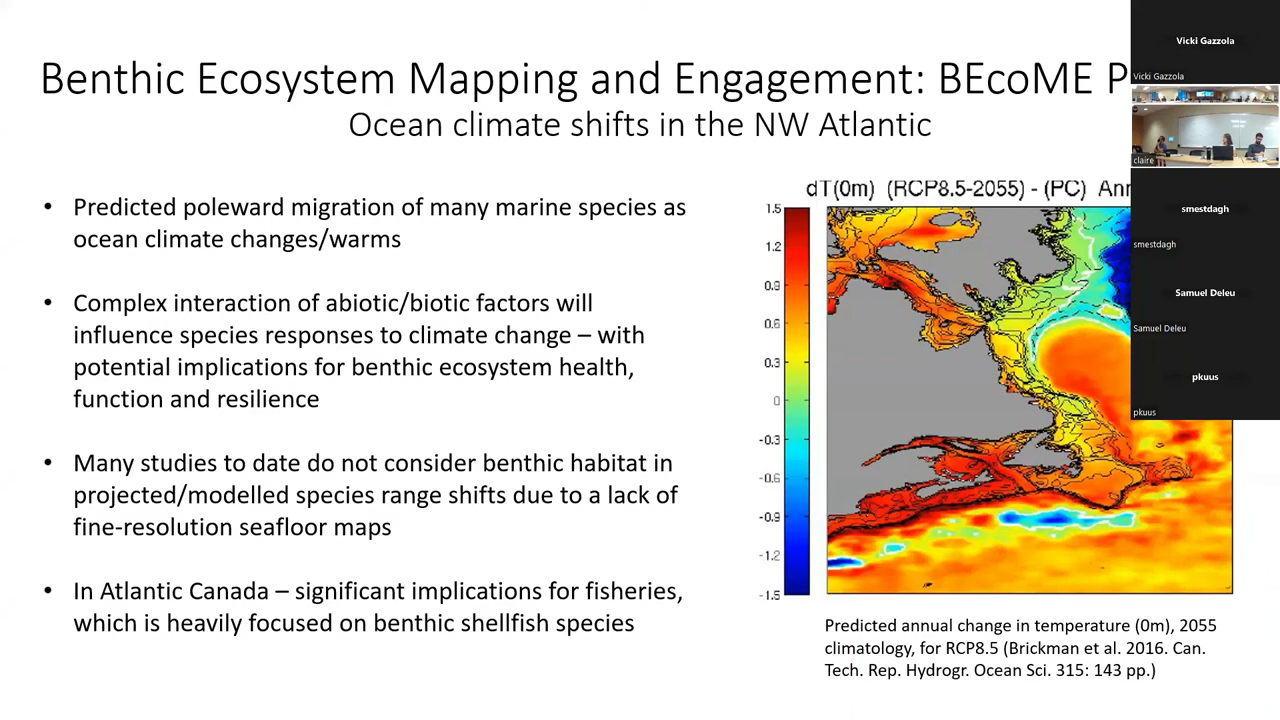 Benthic Ecosystem Mapping and Engagement: BEcoME P
Ocean climate shifts in the NW Atlantic
• Predicted poleward migration of many marine species as
ocean climate changes/warms
• Complex interaction of abiotic/biotic factors will
influence species responses to climate change – with
potential implications for benthic ecosystem health,
function and resilience
• Many studies to date do not consider benthic habitat in
projected/modelled species range shifts due to a lack of
fine-resolution seafloor maps
• In Atlantic Canada – significant implications for fisheries,
which is heavily focused on benthic shellfish species
dT(0m) (RCP8.5-2055) - (PC) Ann
1.5
1.2
0.9
0.6
0.3
0
-0.3
-0.6
-0.9
-1.2
-1.5
Predicted annual change in temperature (0m), 2055
climatology, for RCP8.5 (Brickman et al. 2016. Can.
Tech. Rep. Hydrogr. Ocean Sci. 315: 143 pp.)
Vicki Gazzola
Vicki Gazzola
claire
smestdagh
smestdagh
Samuel Deleu
Samuel Deleu
pkuus
pkuus